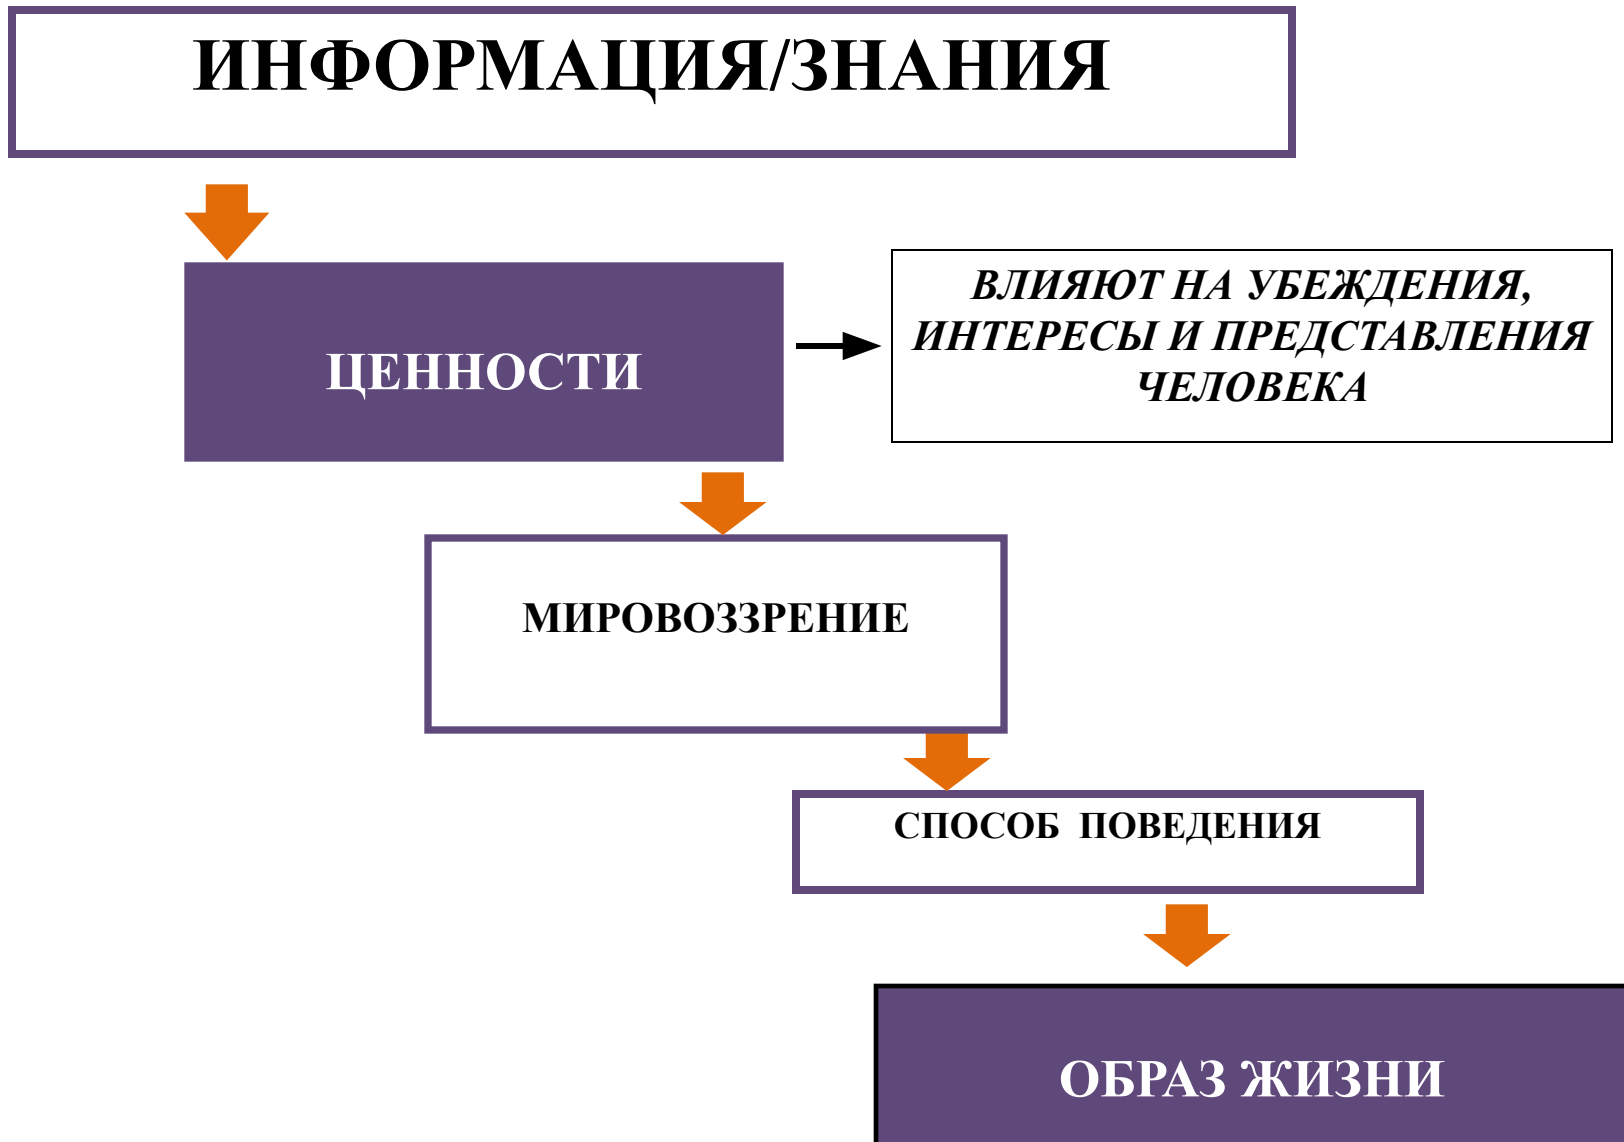 ИНФОРМАЦИЯ/ЗНАНИЯ
ЦЕННОСТИ
ВЛИЯЮТ НА УБЕЖДЕНИЯ,
ИНТЕРЕСЫ И ПРЕДСТАВЛЕНИЯ
ЧЕЛОВЕКА
МИРОВОЗЗРЕНИЕ
СПОСОБ ПОВЕДЕНИЯ
ОБРАЗ ЖИЗНИ